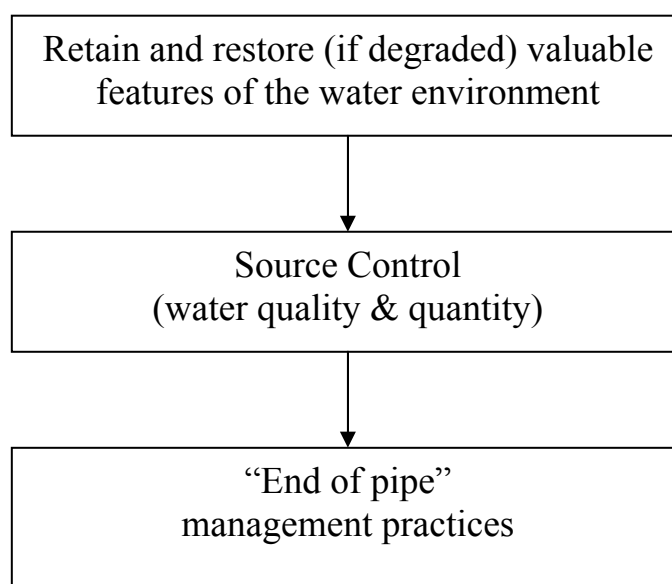 Retain and restore (if degraded) valuable
features of the water environment
Source Control
(water quality & quantity)
“End of pipe”
management practices